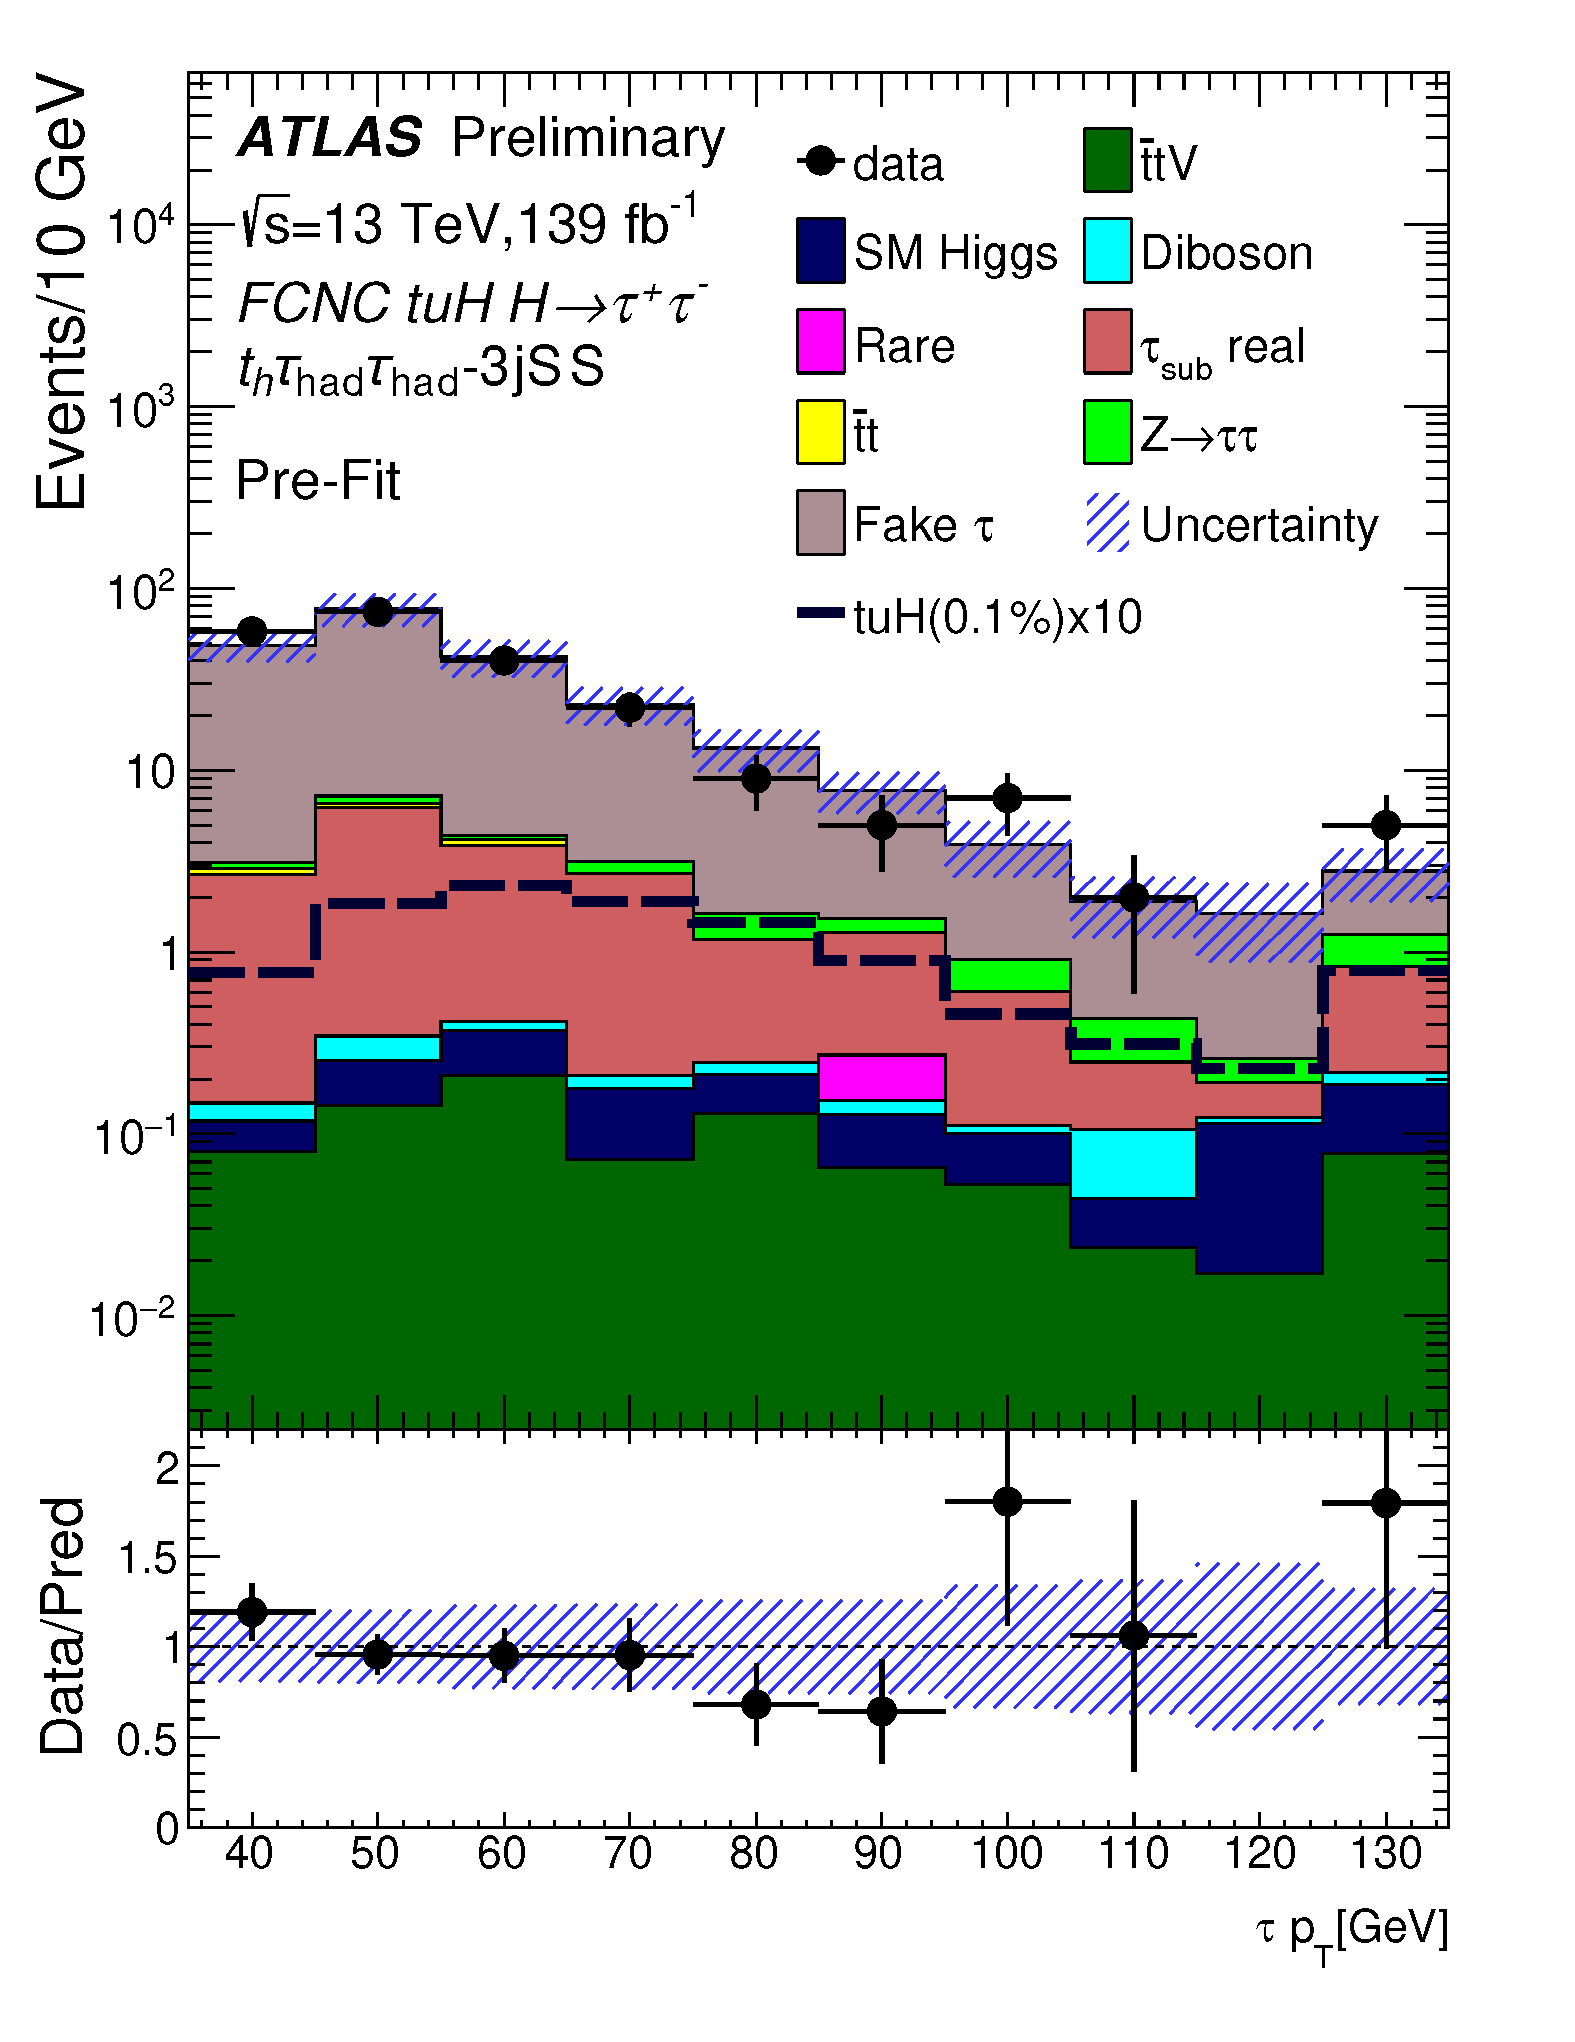 Events/10 GeV
ATLAS Preliminary
√s=13 TeV,139 fb⁻¹
FCNC tuH H→τ⁺τ⁻
tₕτhadτhad-3jSS
Pre-Fit
data
SM Higgs
Rare
t̄t
Fake τ
tuH(0.1%)x10
t̄tV
Diboson
τsub real
Z→ττ
Uncertainty
10⁴
10³
10²
10
1
10⁻¹
10⁻²
Data/Pred
2
1.5
1
0.5
0
40 50 60 70 80 90 100 110 120 130
τ pT[GeV]